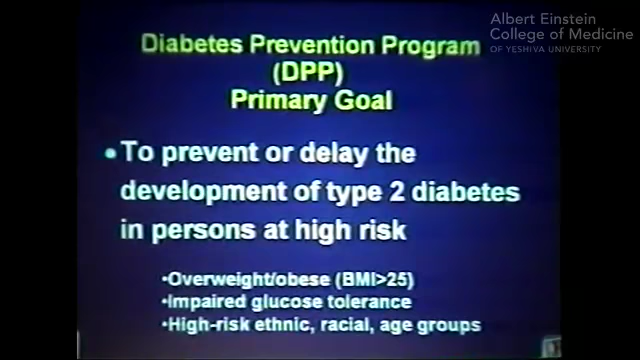 Albert Einstein
College of Medicine
OF YESHIVA UNIVERSITY
Diabetes Prevention Program
(DPP)
Primary Goal
•To prevent or delay the
development of type 2 diabetes
in persons at high risk
•Overweight/obese (BMI>25)
•Impaired glucose tolerance
•High-risk ethnic, racial, age groups